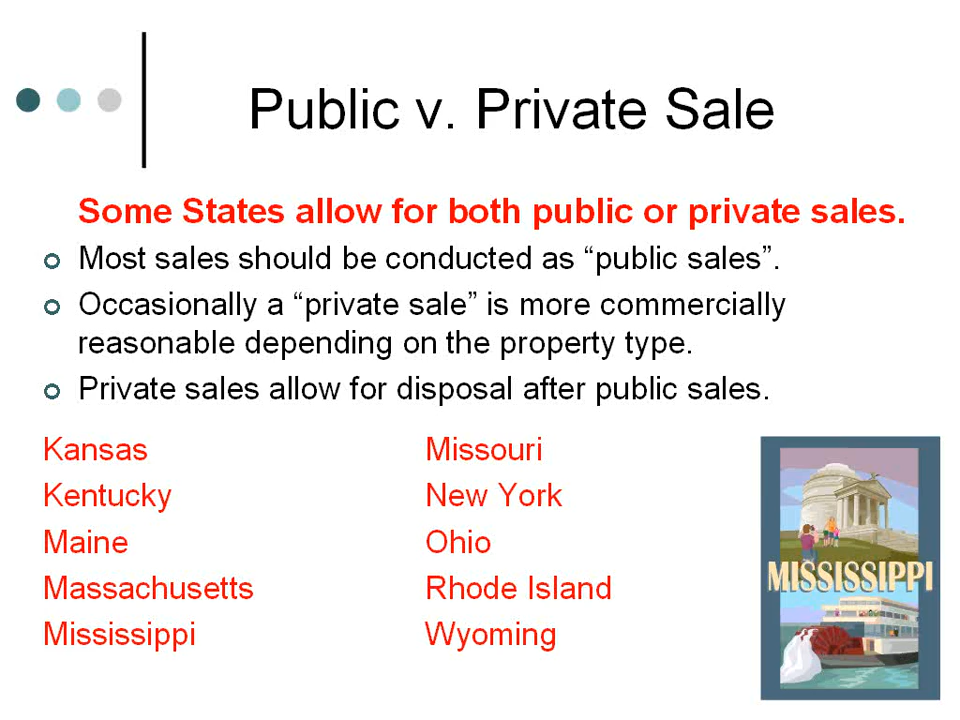 Public v. Private Sale
Some States allow for both public or private sales.
Most sales should be conducted as “public sales”.
Occasionally a “private sale” is more commercially
reasonable depending on the property type.
Private sales allow for disposal after public sales.
Kansas
Kentucky
Maine
Massachusetts
Mississippi
Missouri
New York
Ohio
Rhode Island
Wyoming
MISSISSIPPI